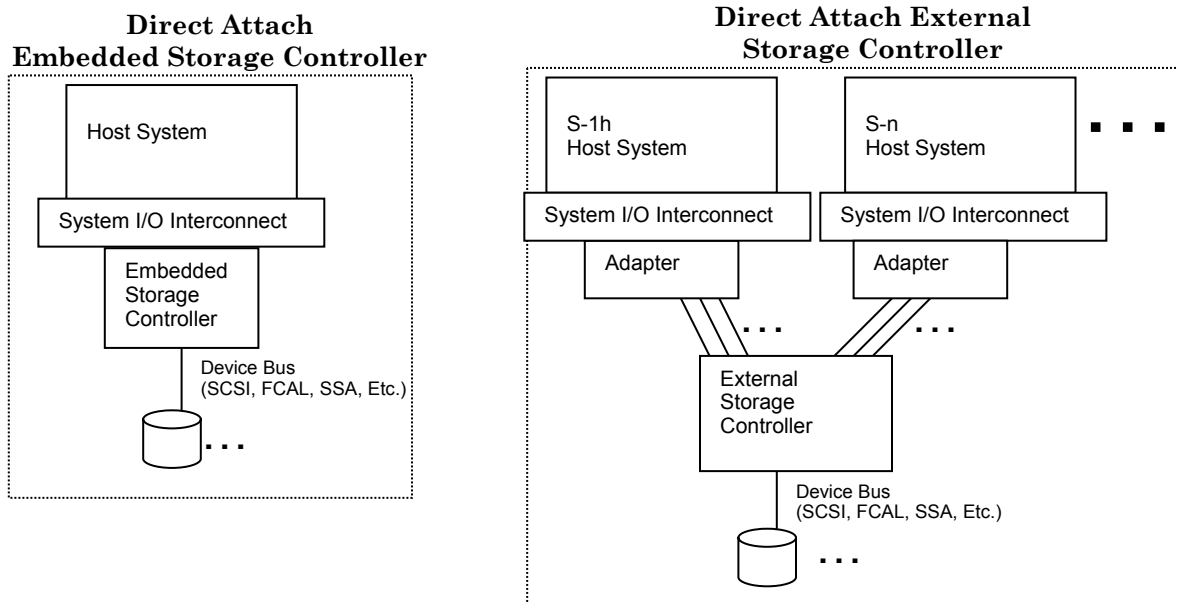 Direct Attach
Embedded Storage Controller
Host System
System I/O Interconnect
Embedded
Storage
Controller
Device Bus
(SCSI, FCAL, SSA, Etc.)
...
Direct Attach External
Storage Controller
S-1h
Host System
S-n
Host System
...
System I/O Interconnect
System I/O Interconnect
Adapter
Adapter
...
...
External
Storage
Controller
Device Bus
(SCSI, FCAL, SSA, Etc.)
...